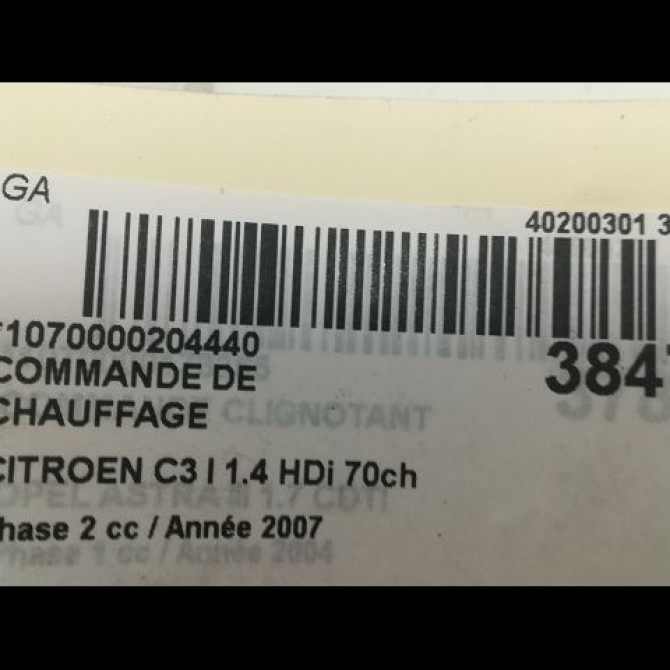 GA
40200301 3
*1070000204440
COMMANDE DE
CHAUFFAGE
384
CLIGNOTANT
CITROEN C3 I 1.4 HDi 70ch
OPEL ASTRA III 1.7 CDTI
hase 2 cc / Année 2007
Phase 1 cc / Année 2004